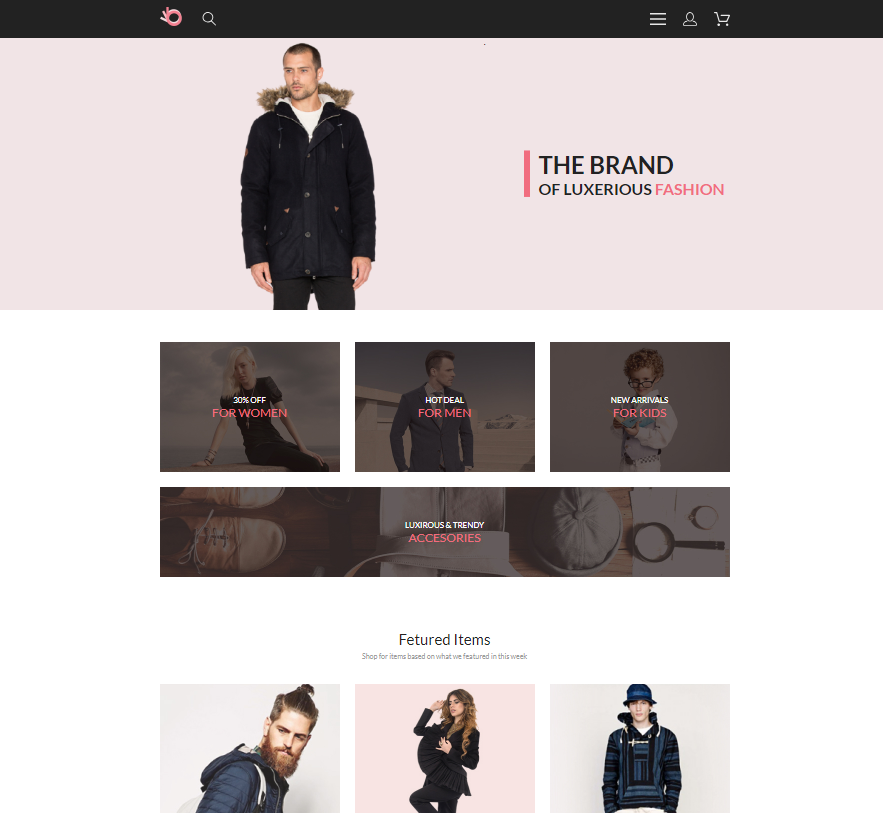 THE BRAND
OF LUXERIOUS FASHION
30% OFF
FOR WOMEN
HOT DEAL
FOR MEN
NEW ARRIVALS
FOR KIDS
LUXIROUS & TRENDY
ACCESORIES
Fetured Items
Shop for items based on what we featured in this week